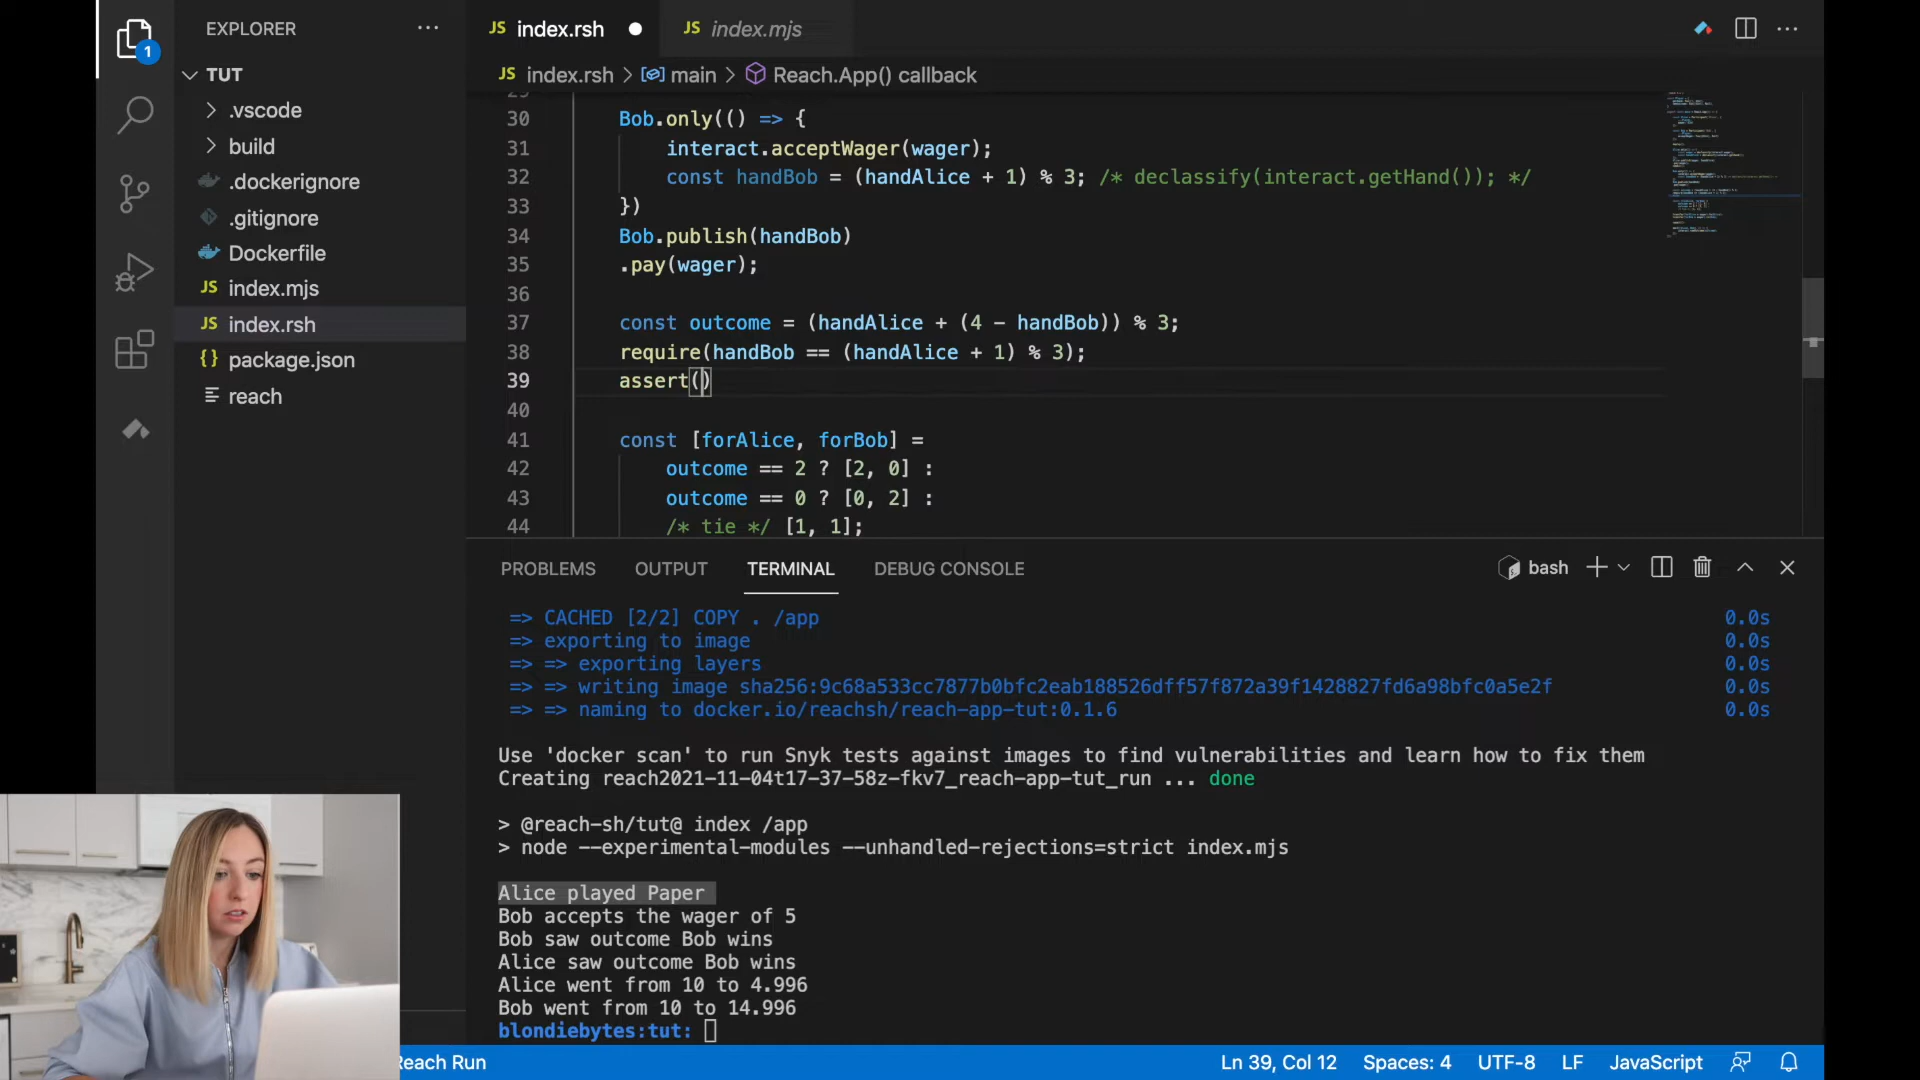 EXPLORER
TUT
.vscode
build
.dockerignore
.gitignore
Dockerfile
JS index.mjs
JS index.rsh
{} package.json
reach
1
JS index.rsh
JS index.mjs
JS index.rsh > main > Reach.App() callback
30 Bob.only(() => {
31 interact.acceptWager(wager);
32 const handBob = (handAlice + 1) % 3; /* declassify(interact.getHand()); */
33 })
34 Bob.publish(handBob)
35 .pay(wager);
36
37 const outcome = (handAlice + (4 - handBob)) % 3;
38 require(handBob == (handAlice + 1) % 3);
39 assert()
40
41 const [forAlice, forBob] =
42 outcome == 2 ? [2, 0] :
43 outcome == 0 ? [0, 2] :
44 /* tie */ [1, 1];
PROBLEMS OUTPUT TERMINAL DEBUG CONSOLE bash
=> CACHED [2/2] COPY . /app 0.0s
=> exporting to image 0.0s
=> => exporting layers 0.0s
=> => writing image sha256:9c68a533cc7877b0bfc2eab188526dff57f872a39f1428827fd6a98bfc0a5e2f 0.0s
=> => naming to docker.io/reachsh/reach-app-tut:0.1.6 0.0s
Use 'docker scan' to run Snyk tests against images to find vulnerabilities and learn how to fix them
Creating reach2021-11-04t17-37-58z-fkv7_reach-app-tut_run ... done
> @reach-sh/tut@ index /app
> node --experimental-modules --unhandled-rejections=strict index.mjs
Alice played Paper
Bob accepts the wager of 5
Bob saw outcome Bob wins
Alice saw outcome Bob wins
Alice went from 10 to 4.996
Bob went from 10 to 14.996
blondiebytes:tut:
Reach Run
Ln 39, Col 12 Spaces: 4 UTF-8 LF JavaScript